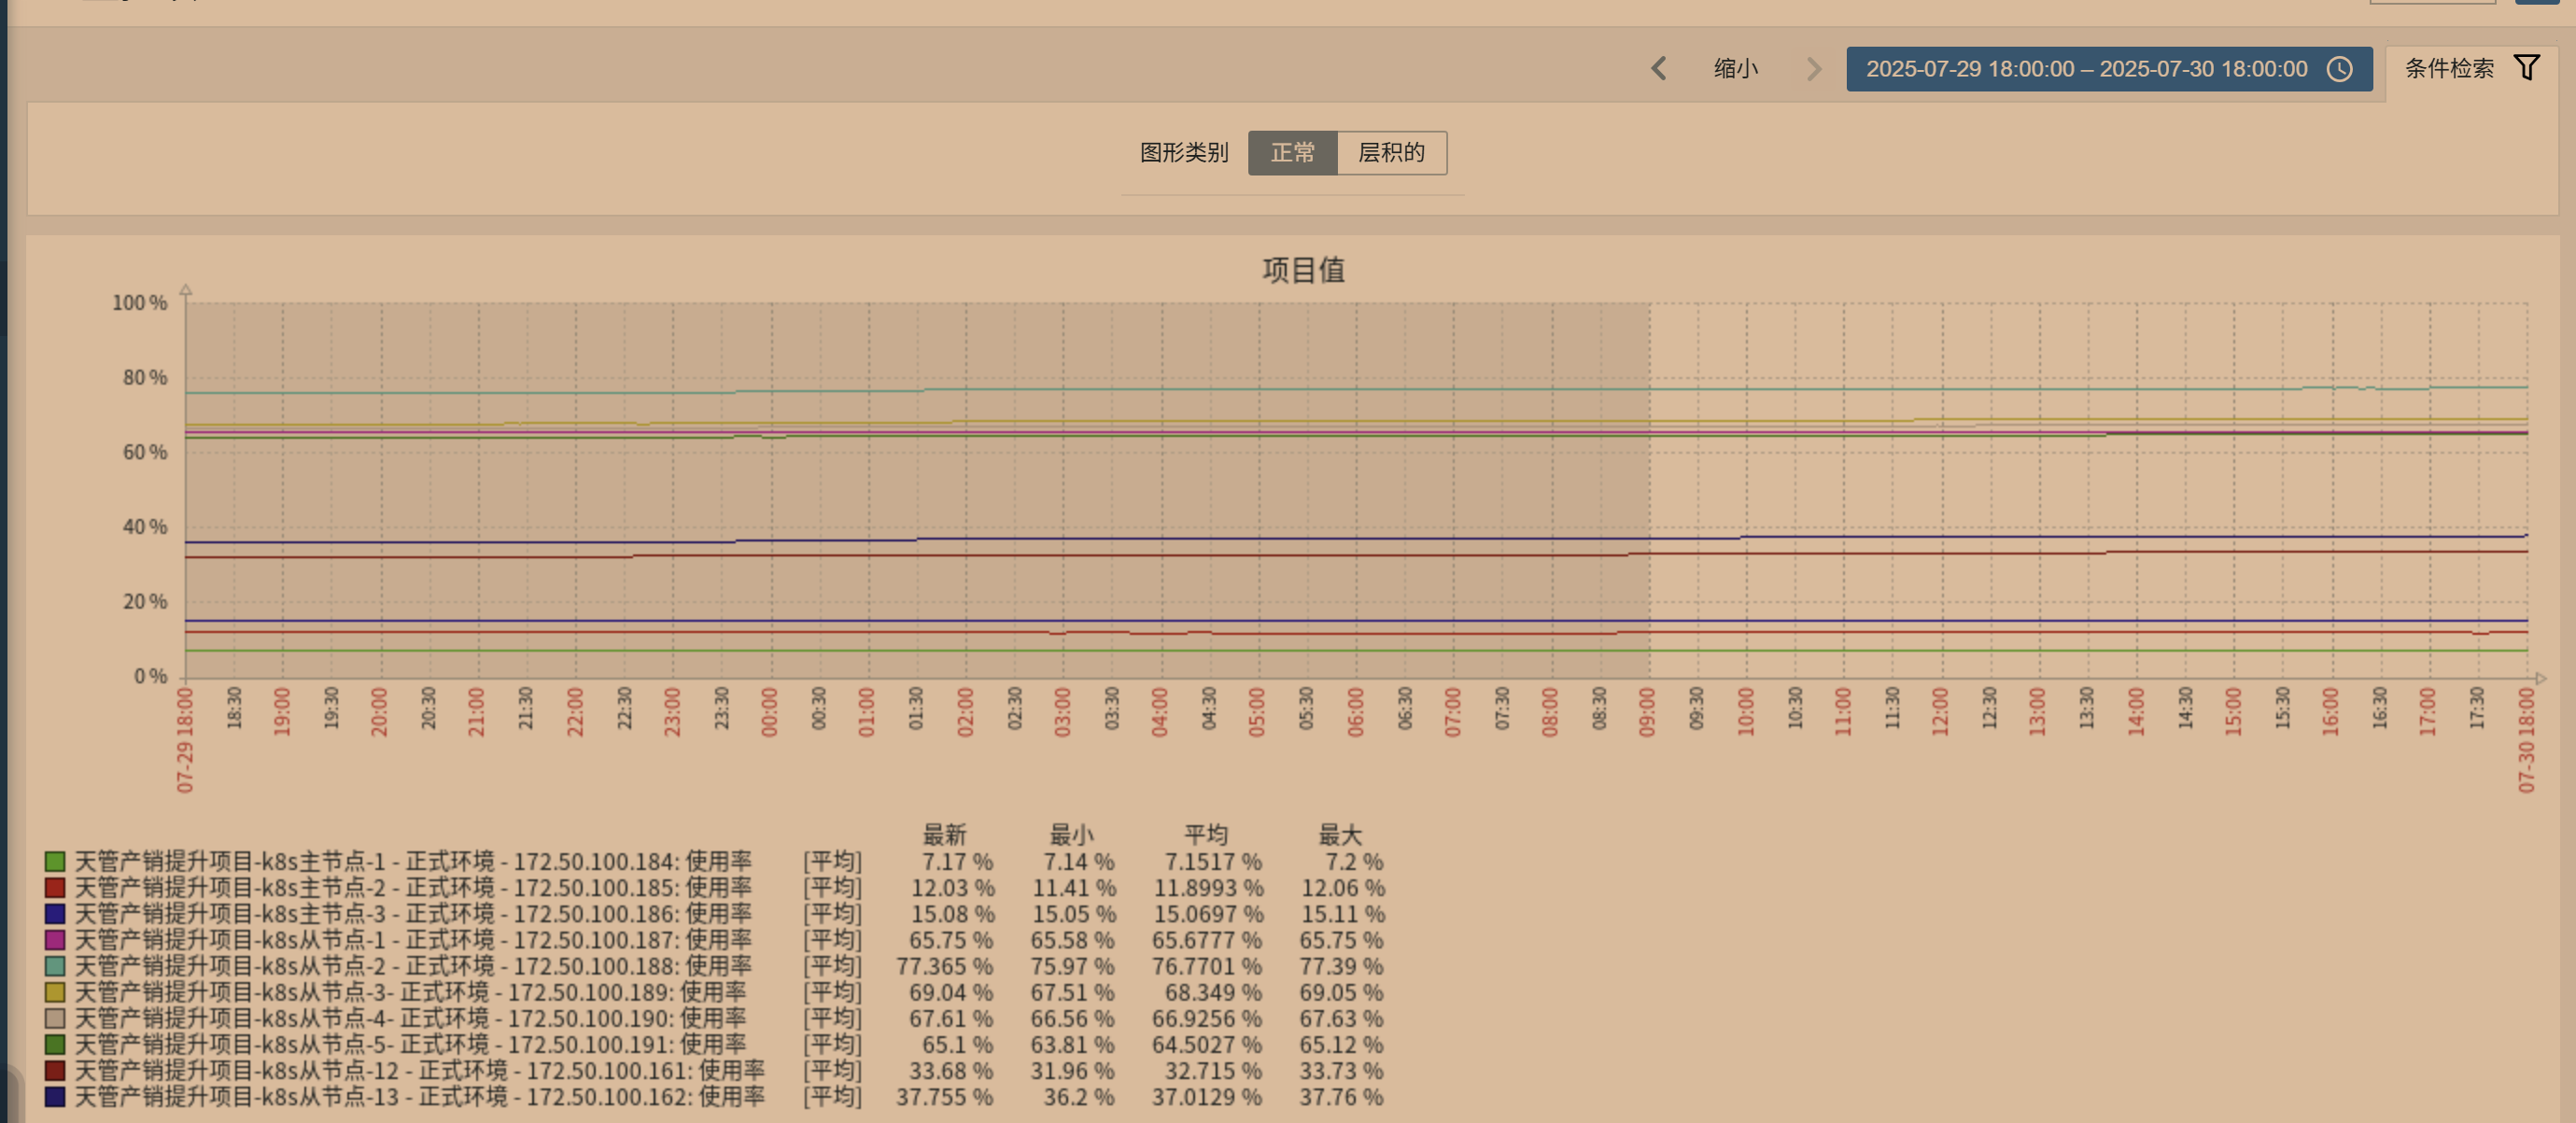 缩小 2025-07-29 18:00:00 – 2025-07-30 18:00:00 条件检索
图形类别 正常 层积的
项目值
100 %
80 %
60 %
40 %
20 %
0 %
07-29 18:00 18:30 19:00 19:30 20:00 20:30 21:00 21:30 22:00 22:30 23:00 23:30 00:00 00:30 01:00 01:30 02:00 02:30 03:00 03:30 04:00 04:30 05:00 05:30 06:00 06:30 07:00 07:30 08:00 08:30 09:00 09:30 10:00 10:30 11:00 11:30 12:00 12:30 13:00 13:30 14:00 14:30 15:00 15:30 16:00 16:30 17:00 17:30 07-30 18:00
最新 最小 平均 最大
天管产销提升项目-k8s主节点-1 - 正式环境 - 172.50.100.184: 使用率 [平均] 7.17 % 7.14 % 7.1517 % 7.2 %
天管产销提升项目-k8s主节点-2 - 正式环境 - 172.50.100.185: 使用率 [平均] 12.03 % 11.41 % 11.8993 % 12.06 %
天管产销提升项目-k8s主节点-3 - 正式环境 - 172.50.100.186: 使用率 [平均] 15.08 % 15.05 % 15.0697 % 15.11 %
天管产销提升项目-k8s从节点-1 - 正式环境 - 172.50.100.187: 使用率 [平均] 65.75 % 65.58 % 65.6777 % 65.75 %
天管产销提升项目-k8s从节点-2 - 正式环境 - 172.50.100.188: 使用率 [平均] 77.365 % 75.97 % 76.7701 % 77.39 %
天管产销提升项目-k8s从节点-3- 正式环境 - 172.50.100.189: 使用率 [平均] 69.04 % 67.51 % 68.349 % 69.05 %
天管产销提升项目-k8s从节点-4- 正式环境 - 172.50.100.190: 使用率 [平均] 67.61 % 66.56 % 66.9256 % 67.63 %
天管产销提升项目-k8s从节点-5- 正式环境 - 172.50.100.191: 使用率 [平均] 65.1 % 63.81 % 64.5027 % 65.12 %
天管产销提升项目-k8s从节点-12 - 正式环境 - 172.50.100.161: 使用率 [平均] 33.68 % 31.96 % 32.715 % 33.73 %
天管产销提升项目-k8s从节点-13 - 正式环境 - 172.50.100.162: 使用率 [平均] 37.755 % 36.2 % 37.0129 % 37.76 %